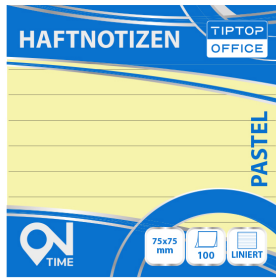 HAFTNOTIZEN
TIPTOP
OFFICE
PASTEL
ON
TIME
75x75
mm
100
LINIERT